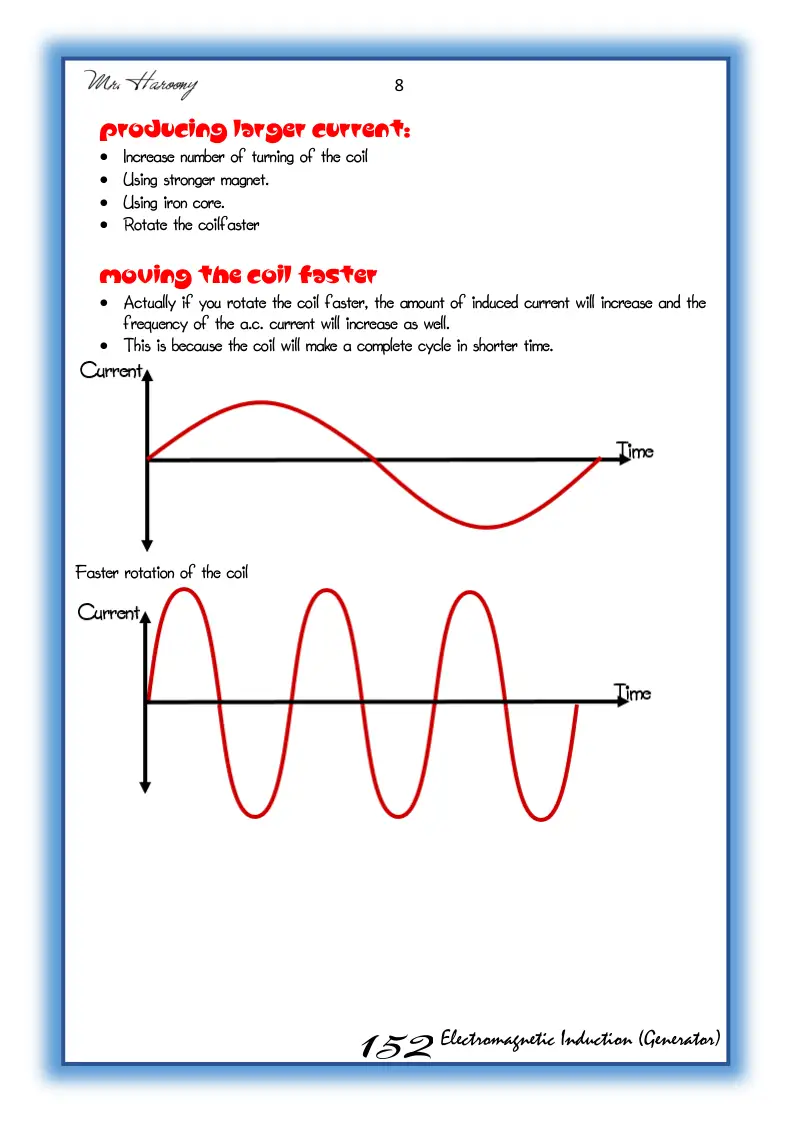 Mr. Haroony
8
producing larger current:
• Increase number of turning of the coil
• Using stronger magnet.
• Using iron core.
• Rotate the coilfaster
moving the coil faster
• Actually if you rotate the coil faster, the amount of induced current will increase and the
frequency of the a.c. current will increase as well.
• This is because the coil will make a complete cycle in shorter time.
Current
Time
Faster rotation of the coil
Current
Time
152 Electromagnetic Induction (Generator)